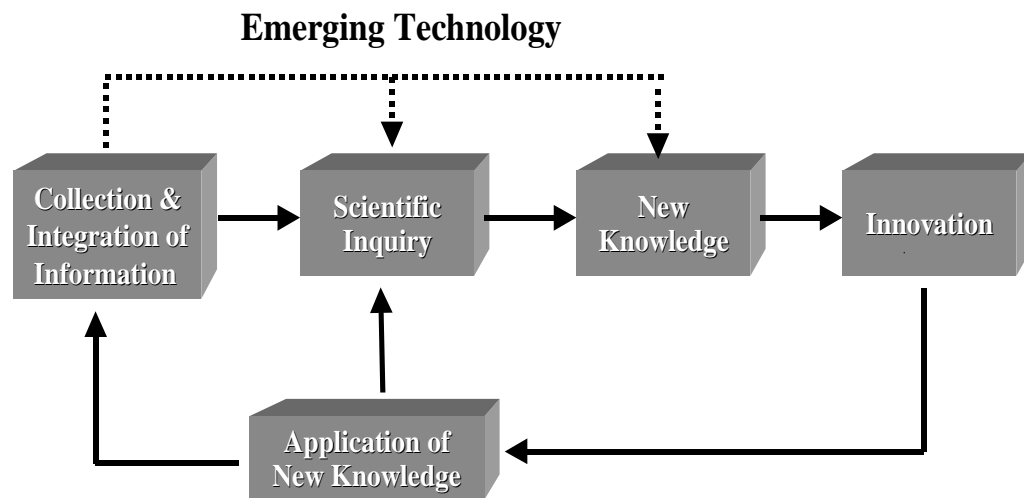 Emerging Technology
Collection &
Integration of
Information
Scientific
Inquiry
New
Knowledge
Innovation
.
Application of
New Knowledge